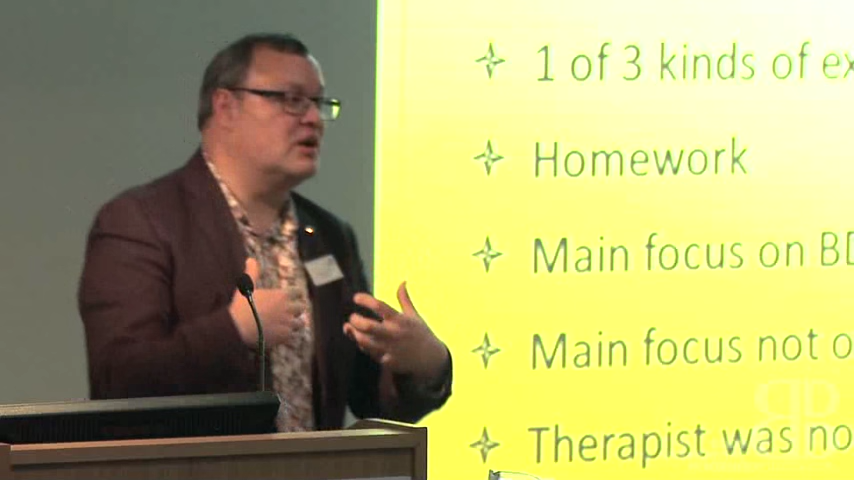 1 of 3 kinds of ex
Homework
Main focus on BD
Main focus not o
Therapist was no